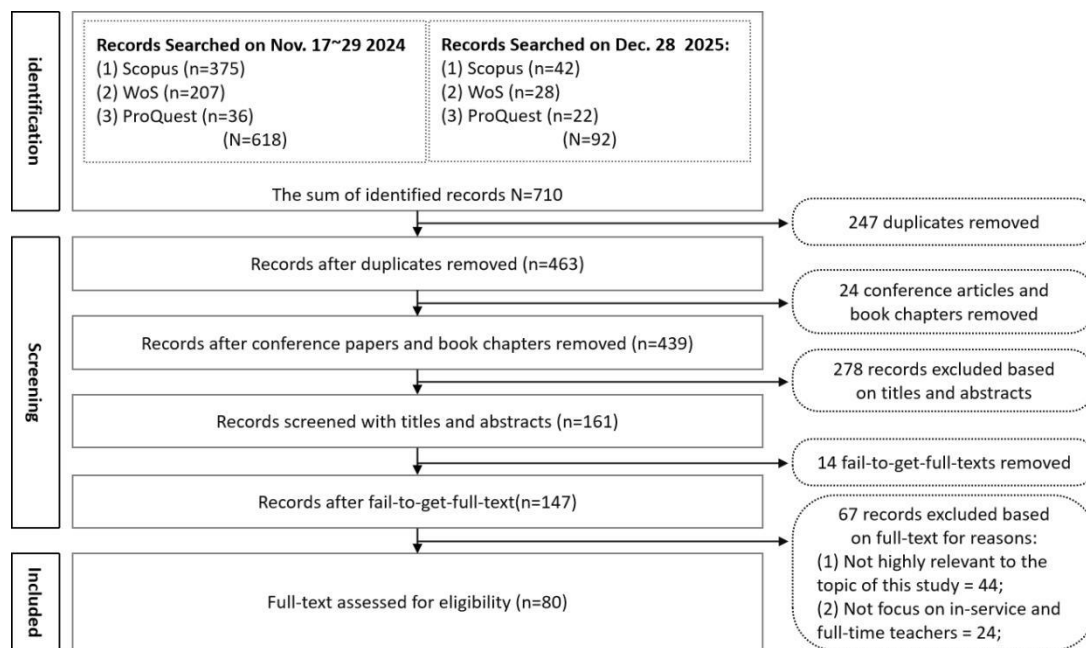 identification
Records Searched on Nov. 17~29 2024
(1) Scopus (n=375)
(2) WoS (n=207)
(3) ProQuest (n=36)
(N=618)
Records Searched on Dec. 28 2025:
(1) Scopus (n=42)
(2) WoS (n=28)
(3) ProQuest (n=22)
(N=92)
The sum of identified records N=710
247 duplicates removed
Screening
Records after duplicates removed (n=463)
24 conference articles and
book chapters removed
Records after conference papers and book chapters removed (n=439)
278 records excluded based
on titles and abstracts
Records screened with titles and abstracts (n=161)
14 fail-to-get-full-texts removed
Records after fail-to-get-full-text(n=147)
67 records excluded based
on full-text for reasons:
(1) Not highly relevant to the
topic of this study = 44;
(2) Not focus on in-service and
full-time teachers = 24;
Included
Full-text assessed for eligibility (n=80)